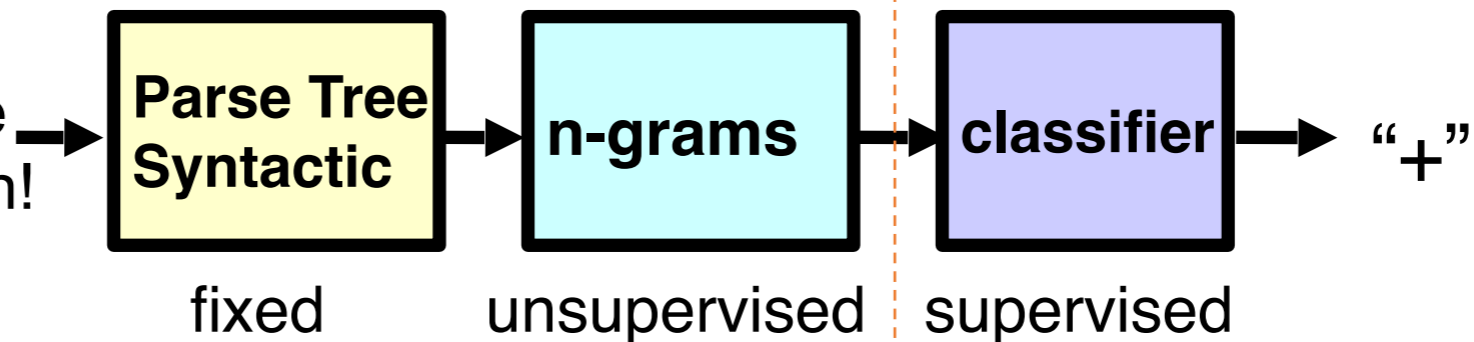 Parse Tree
Syntactic
n-grams
classifier
“+”
fixed
unsupervised
supervised